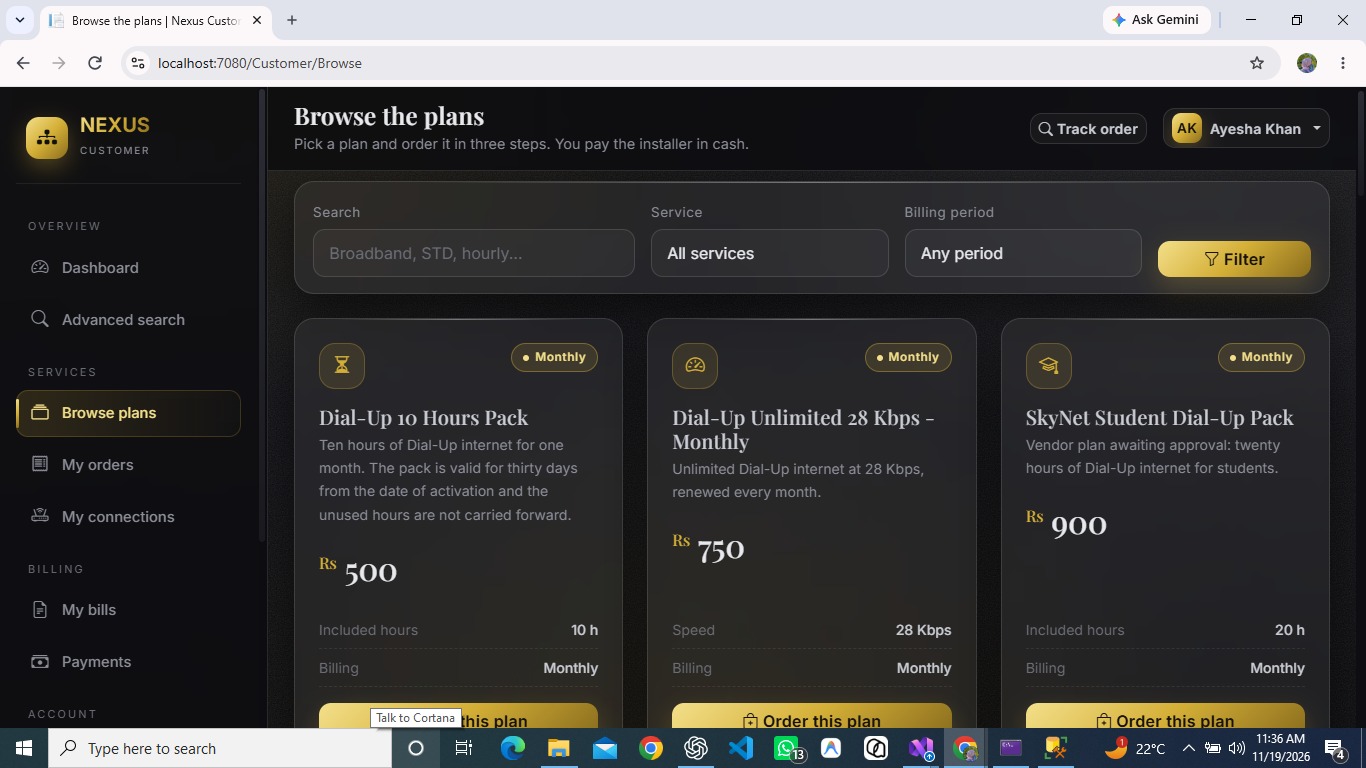 Browse the plans | Nexus Custo
Ask Gemini
localhost:7080/Customer/Browse
NEXUS
CUSTOMER
OVERVIEW
Dashboard
Advanced search
SERVICES
Browse plans
My orders
My connections
BILLING
My bills
Payments
ACCOUNT
Browse the plans
Pick a plan and order it in three steps. You pay the installer in cash.
Track order
AK Ayesha Khan
Search
Broadband, STD, hourly...
Service
All services
Billing period
Any period
Filter
Monthly
Dial-Up 10 Hours Pack
Ten hours of Dial-Up internet for one
month. The pack is valid for thirty days
from the date of activation and the
unused hours are not carried forward.
Rs 500
Included hours 10 h
Billing Monthly
this plan
Monthly
Dial-Up Unlimited 28 Kbps -
Monthly
Unlimited Dial-Up internet at 28 Kbps,
renewed every month.
Rs 750
Speed 28 Kbps
Billing Monthly
Order this plan
Monthly
SkyNet Student Dial-Up Pack
Vendor plan awaiting approval: twenty
hours of Dial-Up internet for students.
Rs 900
Included hours 20 h
Billing Monthly
Order this plan
Talk to Cortana
Type here to search
13
1
22°C
11:36 AM
11/19/2026
4